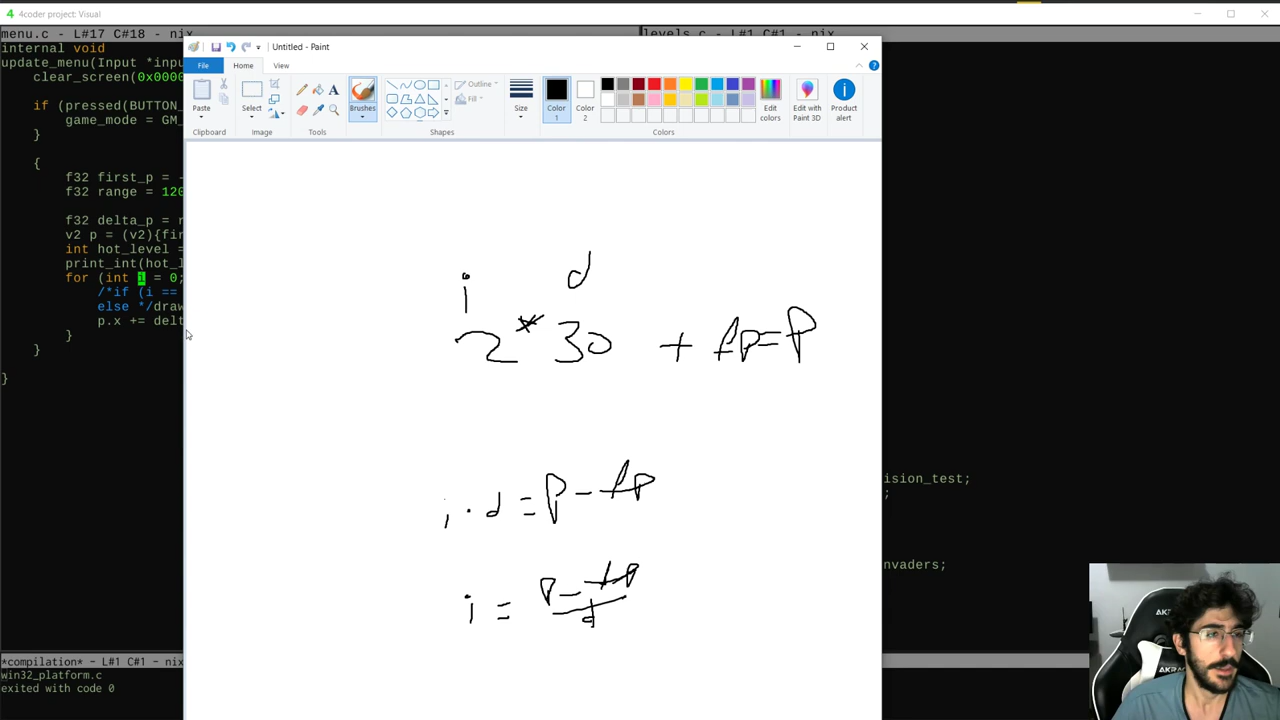 4coder project: Visual
menu.c - L#17 C#18 - nix
levels.c - L#1 C#1 - nix
internal void
update_menu(Input *inpu
clear_screen(0x0000
if (pressed(BUTTON_
game_mode = GM_
}
{
f32 first_p = -
f32 range = 120
f32 delta_p = r
v2 p = (v2){fir
int hot_level =
print_int(hot_l
for (int i = 0;
/*if (i ==
else */draw
p.x += delt
}
}
}
Untitled - Paint
File
Home
View
Paste
Clipboard
Select
Image
Tools
Brushes
Outline
Fill
Shapes
Size
Color 1
Color 2
Edit colors
Colors
Edit with Paint 3D
Product alert
i d
2 * 30 + fp = P
i · d = P - fp
i = P - fp
d
ision_test;
;
nvaders;
*compilation* - L#1 C#1 - nix
win32_platform.c
exited with code 0
AKRA